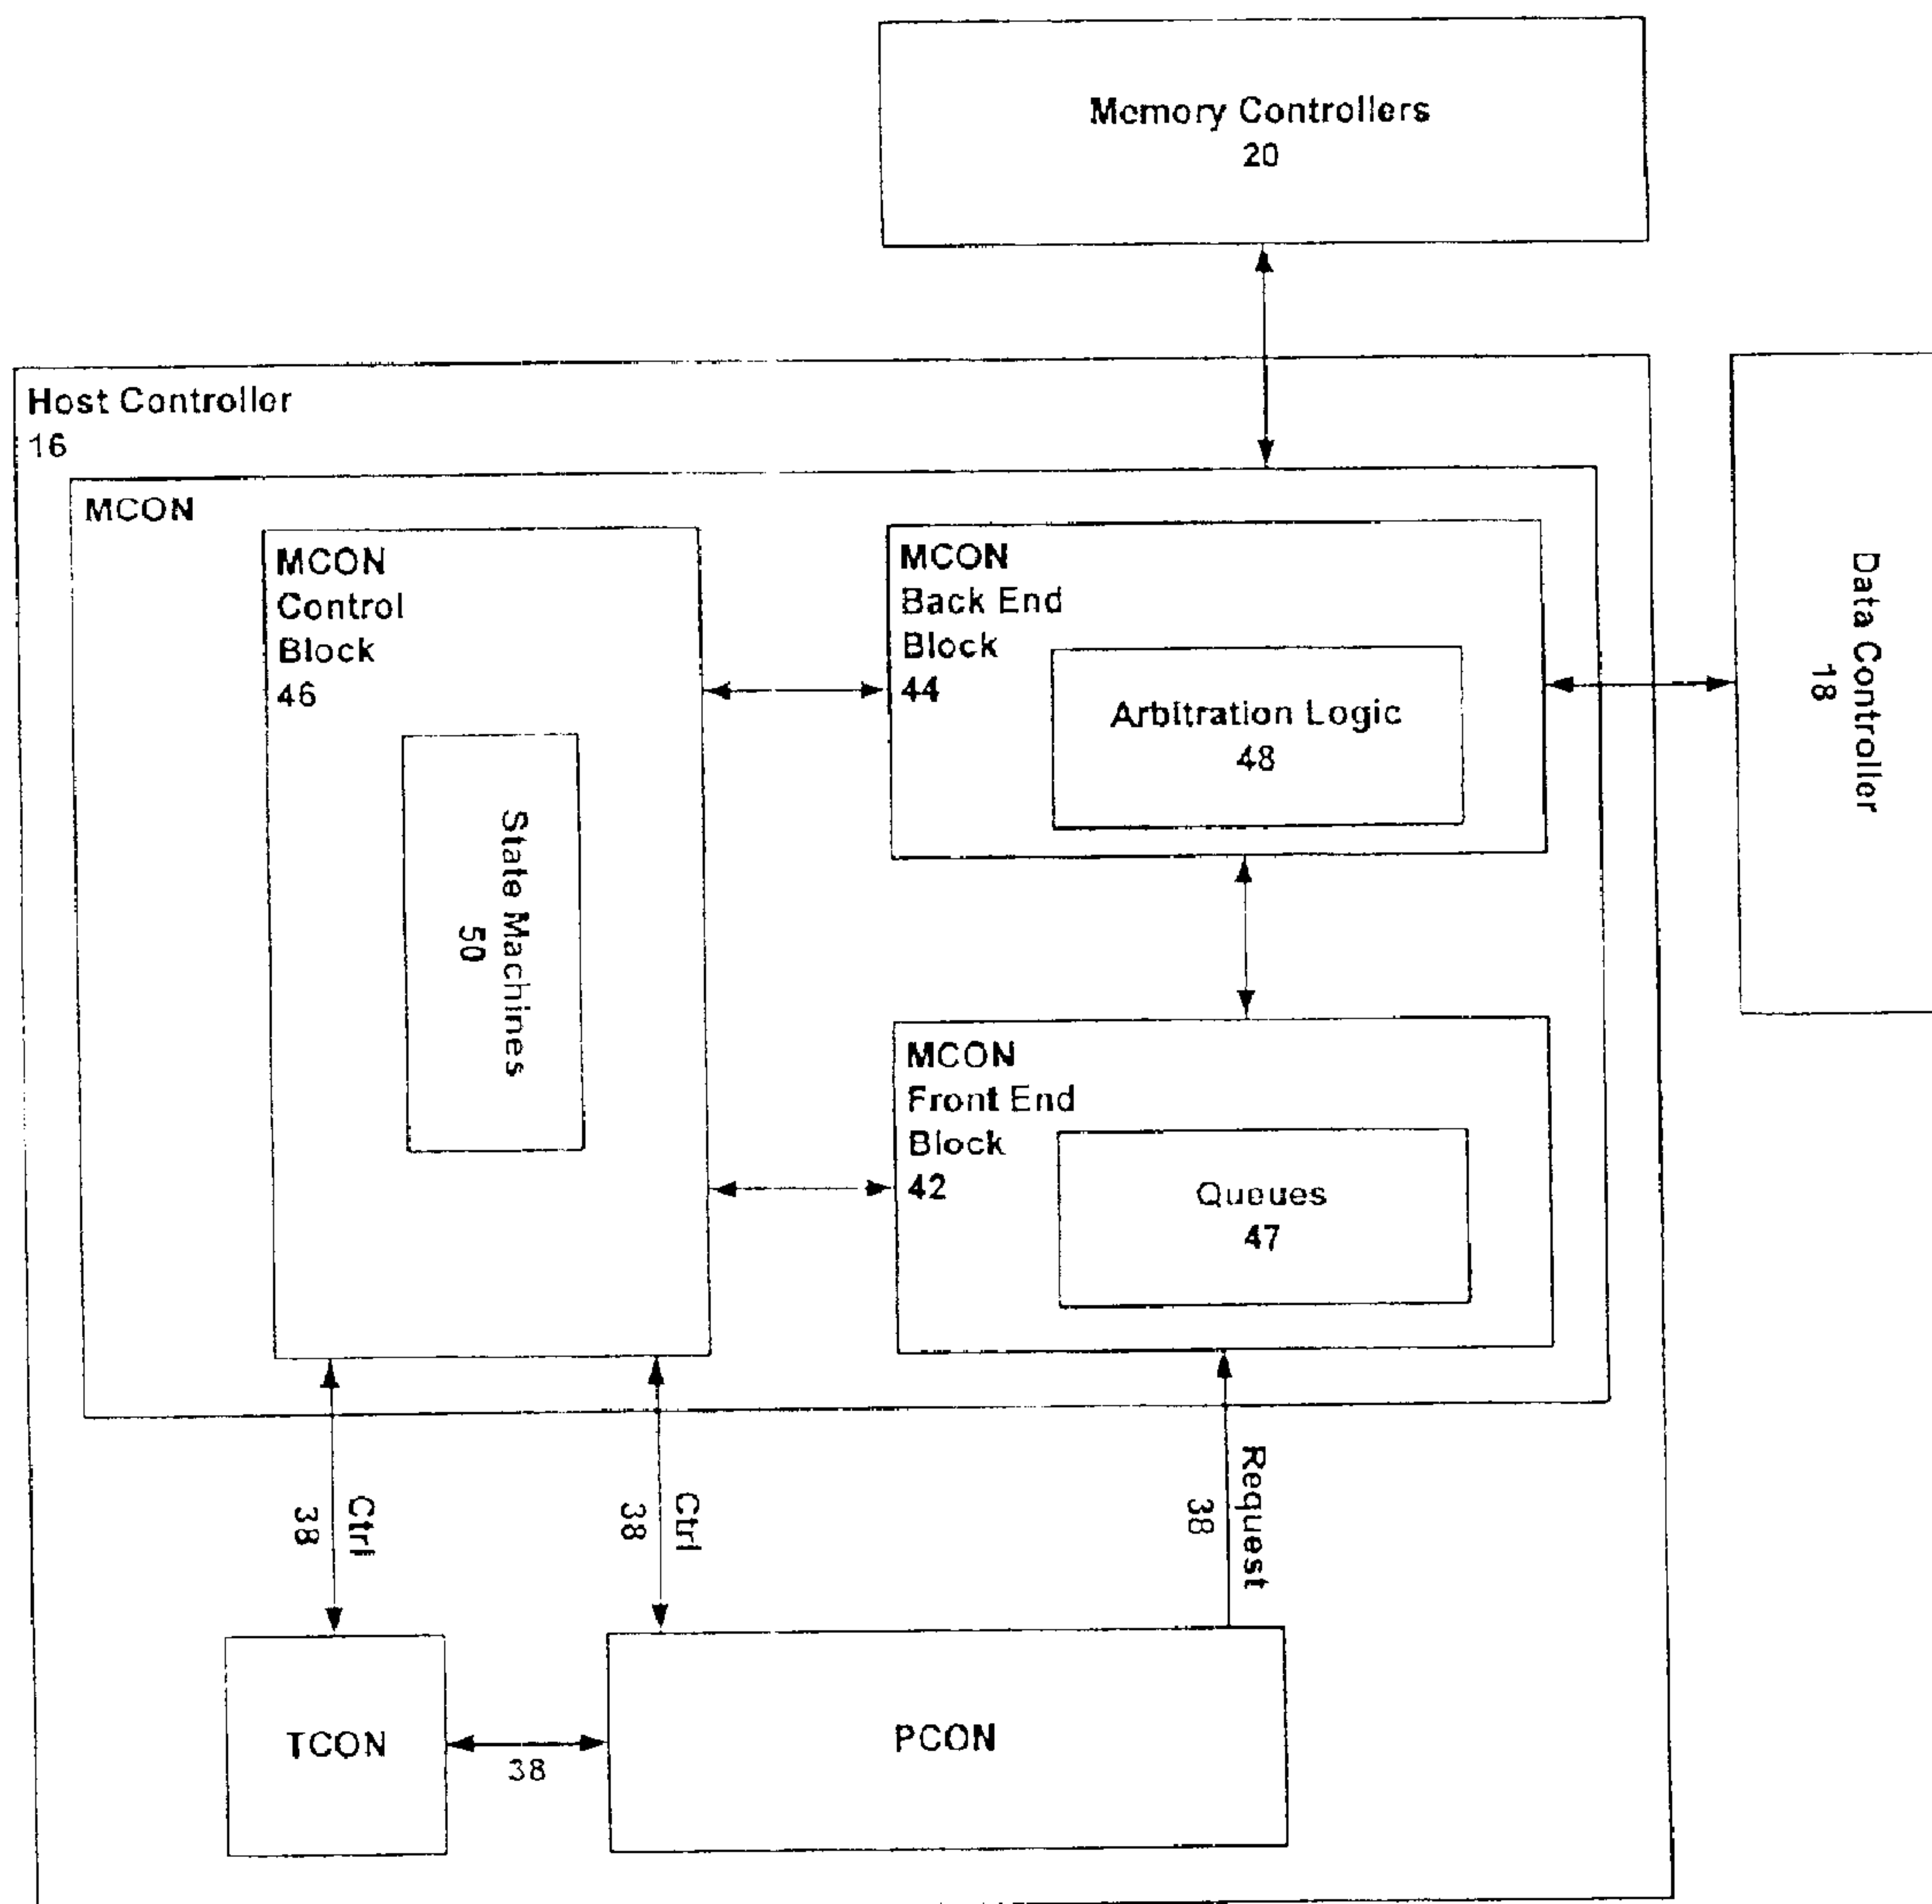 Memory Controllers
20
Host Controller
16
MCON
MCON
Control
Block
46
State Machines
50
MCON
Back End
Block
44
Arbitration Logic
48
Data Controller
18
MCON
Front End
Block
42
Queues
47
Ctrl
38
Ctrl
38
Request
38
TCON
38
PCON